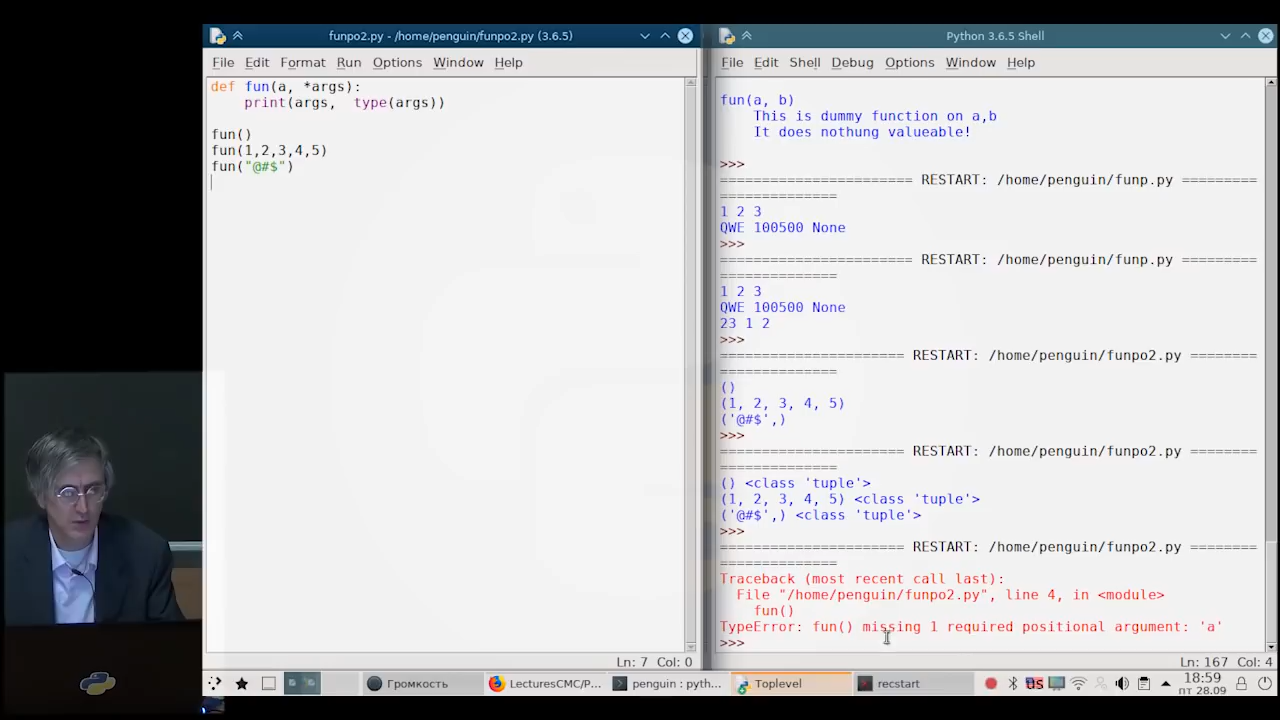 funpo2.py - /home/penguin/funpo2.py (3.6.5)
File Edit Format Run Options Window Help
def fun(a, *args):
    print(args,  type(args))
fun()
fun(1,2,3,4,5)
fun("@#$")
Ln: 7 Col: 0
Python 3.6.5 Shell
File Edit Shell Debug Options Window Help
fun(a, b)
    This is dummy function on a,b
    It does nothung valueable!
>>>
====================== RESTART: /home/penguin/funp.py =========
==============
1 2 3
QWE 100500 None
>>>
====================== RESTART: /home/penguin/funp.py =========
==============
1 2 3
QWE 100500 None
23 1 2
>>>
====================== RESTART: /home/penguin/funpo2.py ========
==============
()
(1, 2, 3, 4, 5)
('@#$',)
>>>
====================== RESTART: /home/penguin/funpo2.py ========
==============
() <class 'tuple'>
(1, 2, 3, 4, 5) <class 'tuple'>
('@#$',) <class 'tuple'>
>>>
====================== RESTART: /home/penguin/funpo2.py ========
==============
Traceback (most recent call last):
  File "/home/penguin/funpo2.py", line 4, in <module>
    fun()
TypeError: fun() missing 1 required positional argument: 'a'
>>>
Ln: 167 Col: 4
Громкость LecturesCMC/P... penguin : pyth... Toplevel recstart US 18:59
пт 28.09